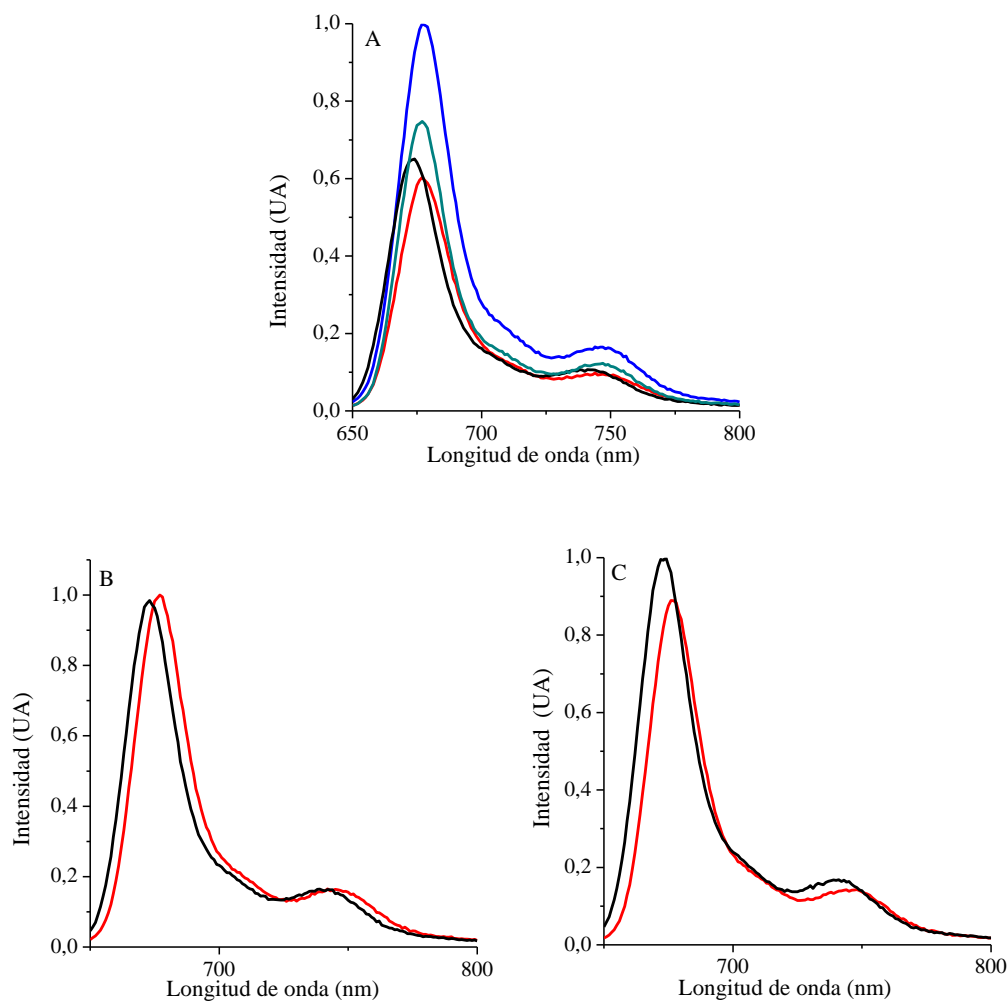 A
1,0
0,8
0,6
0,4
0,2
0,0
Intensidad (UA)
650
700
750
800
Longitud de onda (nm)
B
1,0
0,8
0,6
0,4
0,2
0,0
Intensidad (UA)
700
800
Longitud de onda (nm)
C
1,0
0,8
0,6
0,4
0,2
0,0
Intensidad (UA)
700
800
Longitud de onda (nm)